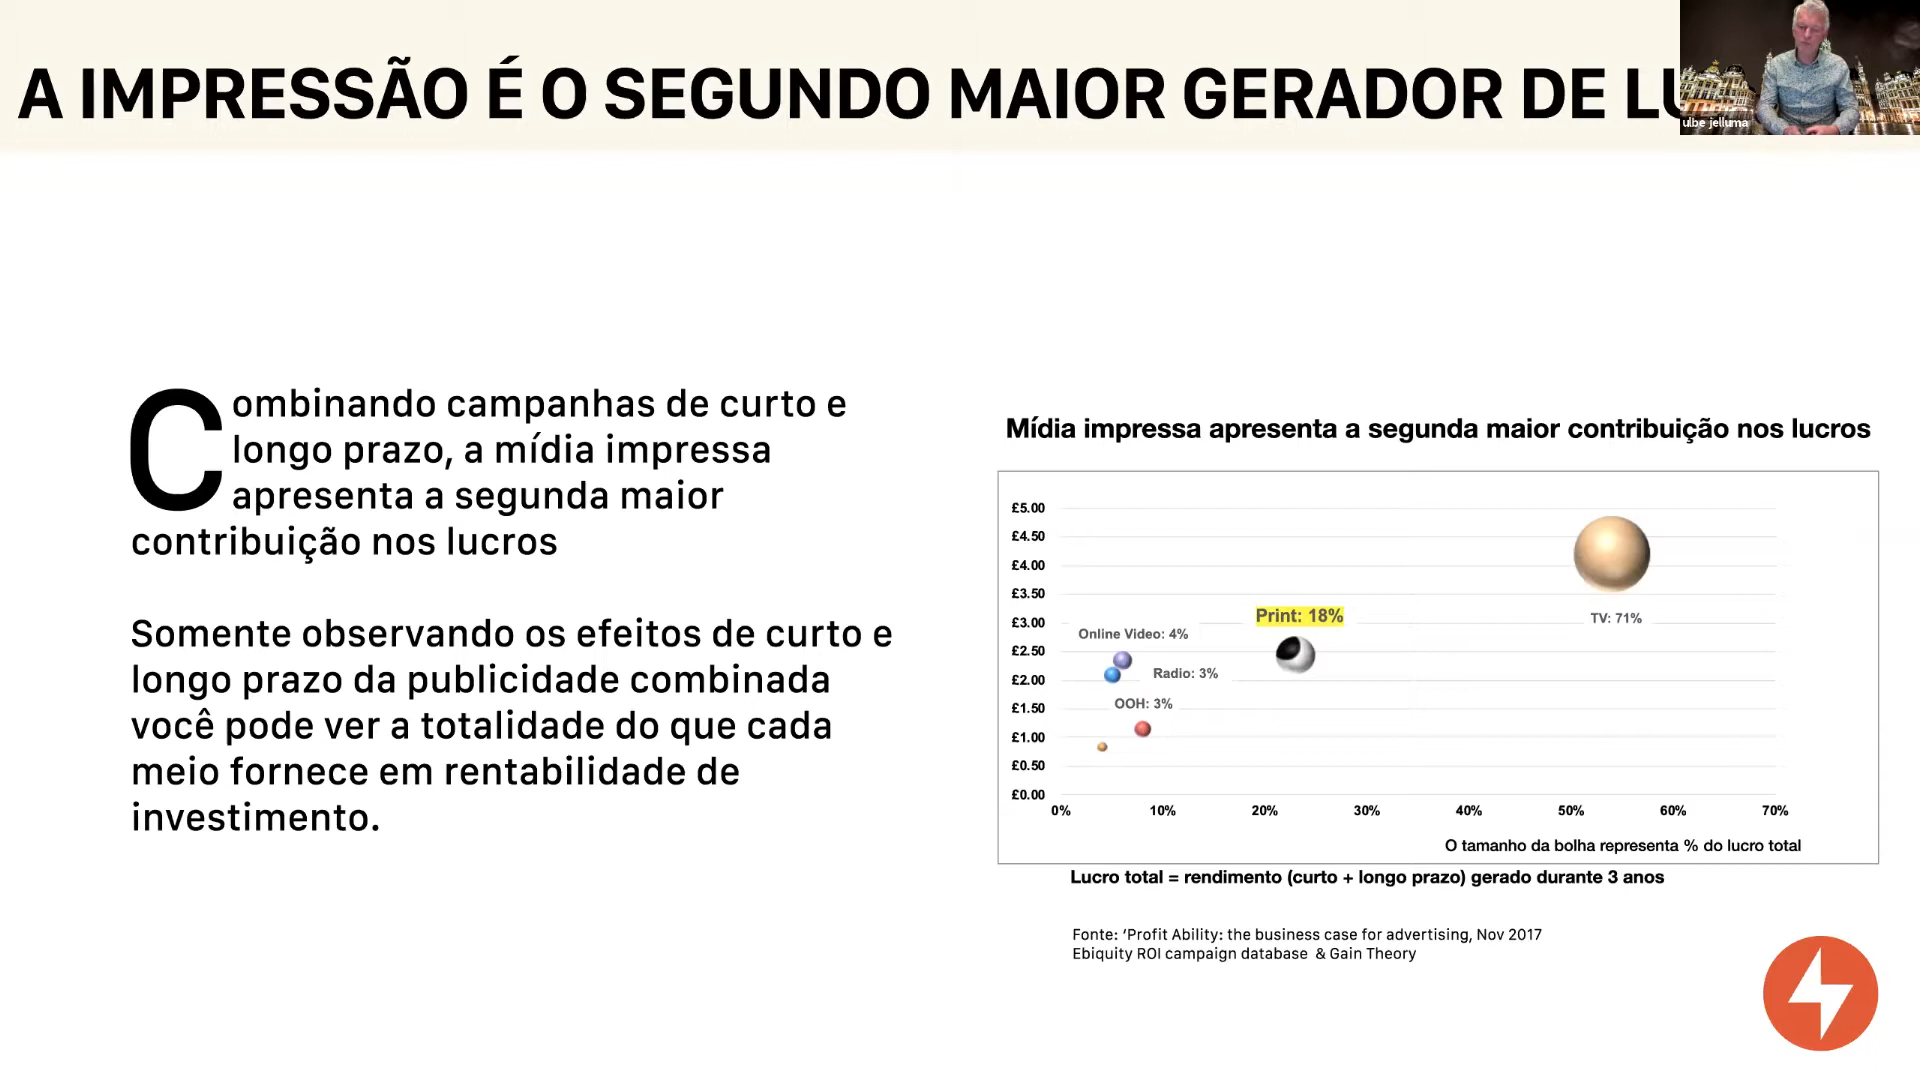 A IMPRESSÃO É O SEGUNDO MAIOR GERADOR DE LU
ulbe jelluma
Combinando campanhas de curto e
longo prazo, a mídia impressa
apresenta a segunda maior
contribuição nos lucros
Somente observando os efeitos de curto e
longo prazo da publicidade combinada
você pode ver a totalidade do que cada
meio fornece em rentabilidade de
investimento.
Mídia impressa apresenta a segunda maior contribuição nos lucros
£5.00
£4.50
£4.00
£3.50
£3.00
£2.50
£2.00
£1.50
£1.00
£0.50
£0.00
Print: 18%
TV: 71%
Online Video: 4%
Radio: 3%
OOH: 3%
0% 10% 20% 30% 40% 50% 60% 70%
O tamanho da bolha representa % do lucro total
Lucro total = rendimento (curto + longo prazo) gerado durante 3 anos
Fonte: ‘Profit Ability: the business case for advertising, Nov 2017
Ebiquity ROI campaign database & Gain Theory